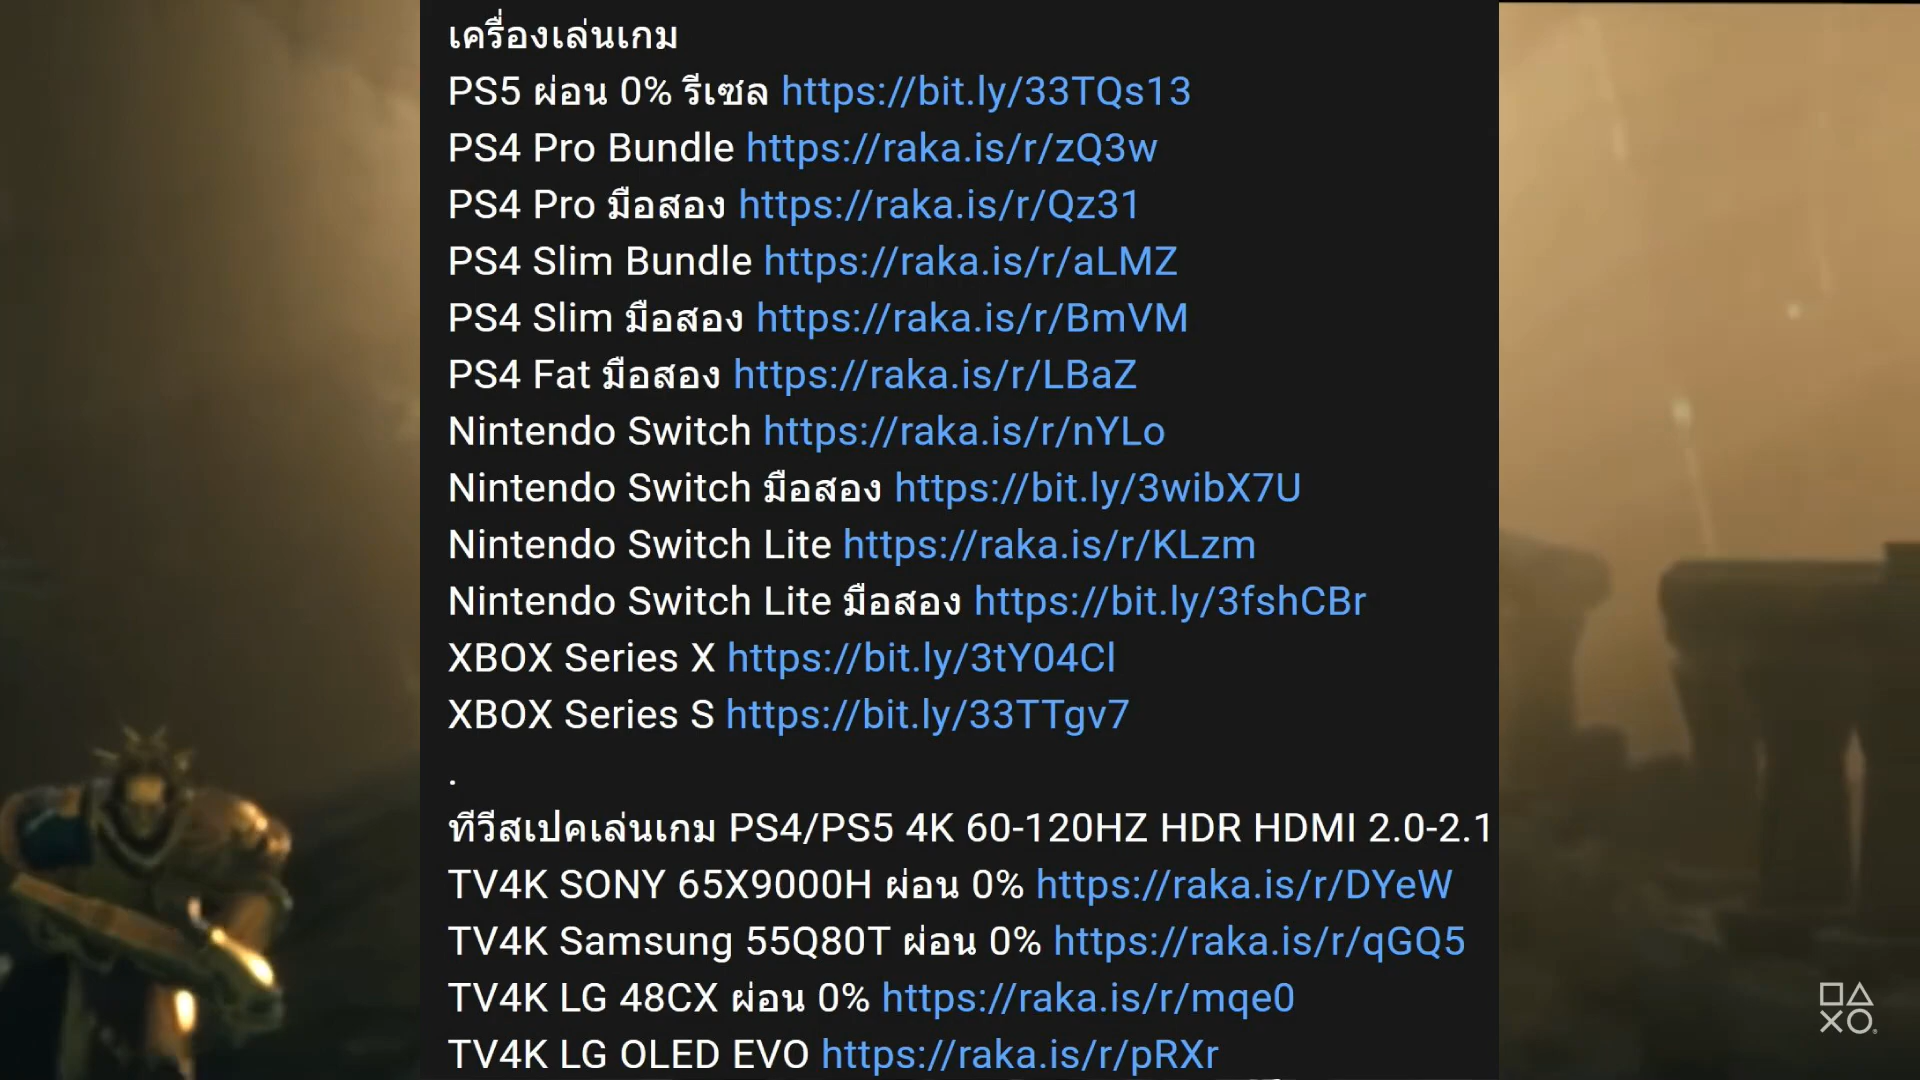 เครื่องเล่นเกม
PS5 ผ่อน 0% รีเซล https://bit.ly/33TQs13
PS4 Pro Bundle https://raka.is/r/zQ3w
PS4 Pro มือสอง https://raka.is/r/Qz31
PS4 Slim Bundle https://raka.is/r/aLMZ
PS4 Slim มือสอง https://raka.is/r/BmVM
PS4 Fat มือสอง https://raka.is/r/LBaZ
Nintendo Switch https://raka.is/r/nYLo
Nintendo Switch มือสอง https://bit.ly/3wibX7U
Nintendo Switch Lite https://raka.is/r/KLzm
Nintendo Switch Lite มือสอง https://bit.ly/3fshCBr
XBOX Series X https://bit.ly/3tY04Cl
XBOX Series S https://bit.ly/33TTgv7
.
ทีวีสเปคเล่นเกม PS4/PS5 4K 60-120HZ HDR HDMI 2.0-2.1
TV4K SONY 65X9000H ผ่อน 0% https://raka.is/r/DYeW
TV4K Samsung 55Q80T ผ่อน 0% https://raka.is/r/qGQ5
TV4K LG 48CX ผ่อน 0% https://raka.is/r/mqe0
TV4K LG OLED EVO https://raka.is/r/pRXr